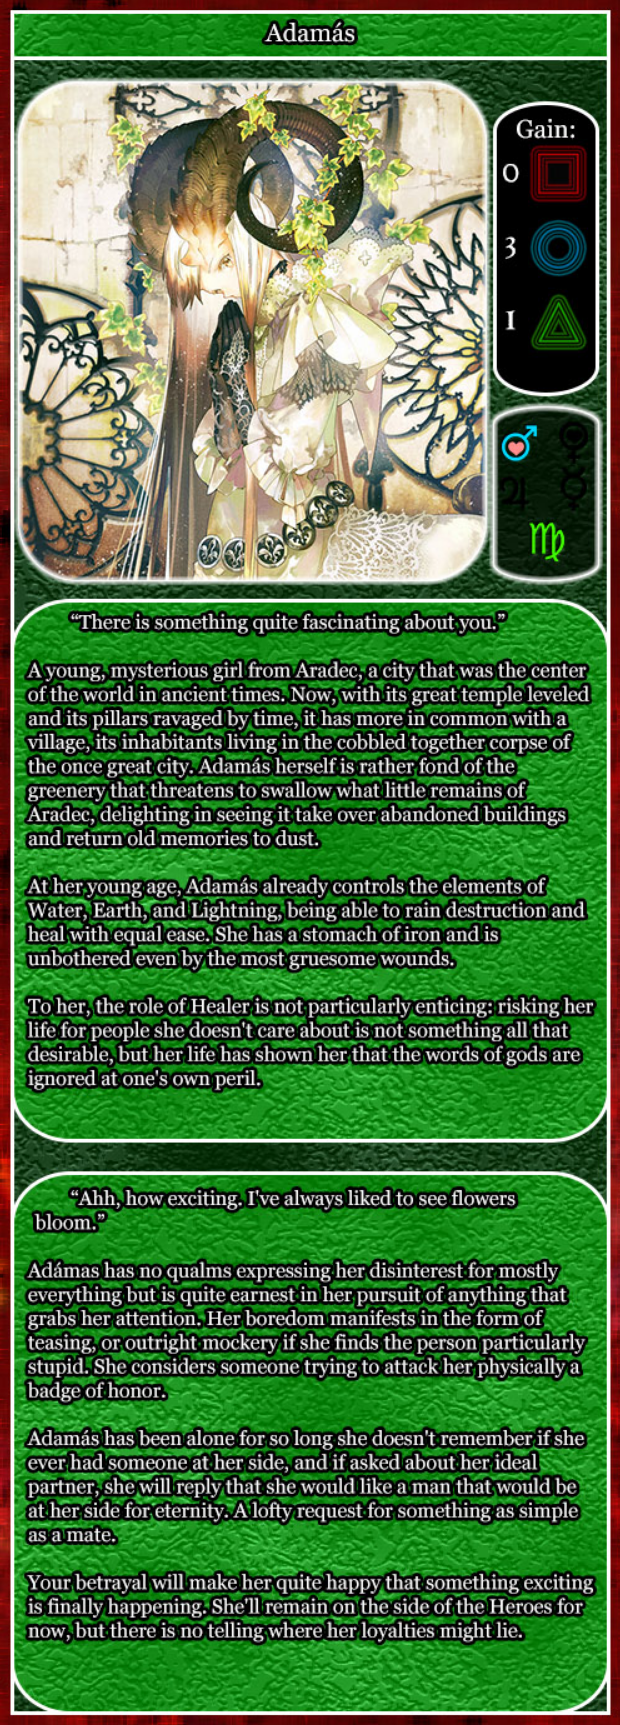 Adamás
Gain:
0
3
1
“There is something quite fascinating about you.”
A young, mysterious girl from Aradec, a city that was the center
of the world in ancient times. Now, with its great temple leveled
and its pillars ravaged by time, it has more in common with a
village, its inhabitants living in the cobbled together corpse of
the once great city. Adamás herself is rather fond of the
greenery that threatens to swallow what little remains of
Aradec, delighting in seeing it take over abandoned buildings
and return old memories to dust.
At her young age, Adamás already controls the elements of
Water, Earth, and Lightning, being able to rain destruction and
heal with equal ease. She has a stomach of iron and is
unbothered even by the most gruesome wounds.
To her, the role of Healer is not particularly enticing: risking her
life for people she doesn't care about is not something all that
desirable, but her life has shown her that the words of gods are
ignored at one's own peril.
“Ahh, how exciting. I've always liked to see flowers
bloom.”
Adámas has no qualms expressing her disinterest for mostly
everything but is quite earnest in her pursuit of anything that
grabs her attention. Her boredom manifests in the form of
teasing, or outright mockery if she finds the person particularly
stupid. She considers someone trying to attack her physically a
badge of honor.
Adamás has been alone for so long she doesn't remember if she
ever had someone at her side, and if asked about her ideal
partner, she will reply that she would like a man that would be
at her side for eternity. A lofty request for something as simple
as a mate.
Your betrayal will make her quite happy that something exciting
is finally happening. She'll remain on the side of the Heroes for
now, but there is no telling where her loyalties might lie.